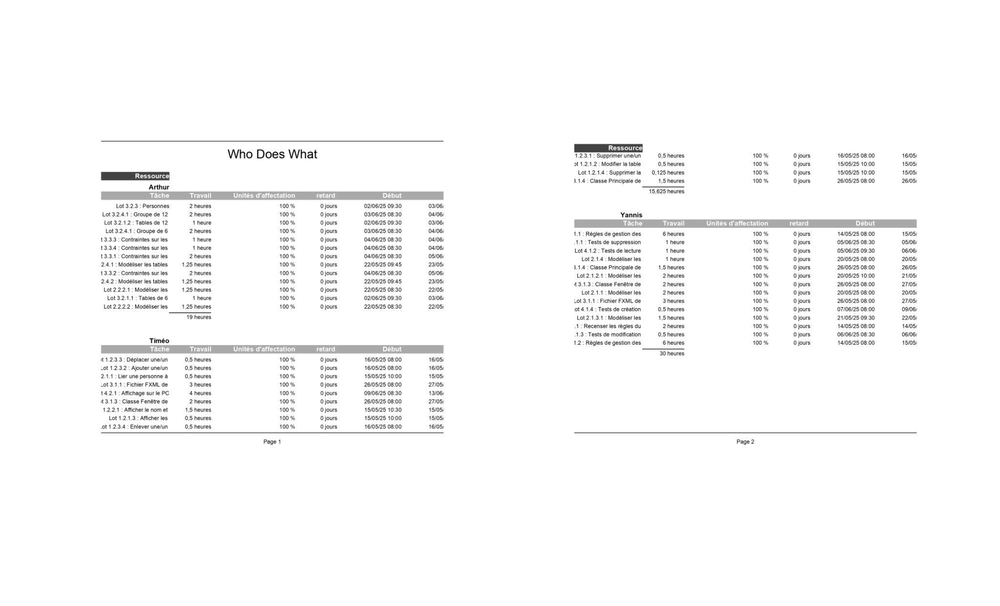 Who Does What
Ressource
Arthur
Tâche Travail Unités d'affectation retard Début
Lot 3.2.3 : Personnes 2 heures 100 % 0 jours 02/06/25 09:30 03/06/
Lot 3.2.4.1 : Groupe de 12 2 heures 100 % 0 jours 03/06/25 08:30 04/06/
Lot 3.2.1.2 : Tables de 12 1 heure 100 % 0 jours 02/06/25 09:30 03/06/
Lot 3.2.4.1 : Groupe de 6 2 heures 100 % 0 jours 03/06/25 08:30 04/06/
t 3.3.3 : Contraintes sur les 1 heure 100 % 0 jours 04/06/25 08:30 04/06/
t 3.3.4 : Contraintes sur les 1 heure 100 % 0 jours 04/06/25 08:30 04/06/
t 3.3.1 : Contraintes sur les 2 heures 100 % 0 jours 04/06/25 08:30 05/06/
2.4.1 : Modéliser les tables 1,25 heures 100 % 0 jours 22/05/25 09:45 23/05/
t 3.3.2 : Contraintes sur les 2 heures 100 % 0 jours 04/06/25 08:30 05/06/
2.4.2 : Modéliser les tables 1,25 heures 100 % 0 jours 22/05/25 09:45 23/05/
Lot 2.2.2.1 : Modéliser les 1,25 heures 100 % 0 jours 22/05/25 08:30 22/05/
Lot 3.2.1.1 : Tables de 6 1 heure 100 % 0 jours 02/06/25 09:30 03/06/
Lot 2.2.2.2 : Modéliser les 1,25 heures 100 % 0 jours 22/05/25 08:30 22/05/
19 heures
Timéo
Tâche Travail Unités d'affectation retard Début
ot 1.2.3.3 : Déplacer une/un 0,5 heures 100 % 0 jours 16/05/25 08:00 16/05/
Lot 1.2.3.2 : Ajouter une/un 0,5 heures 100 % 0 jours 16/05/25 08:00 16/05/
2.1.1 : Lier une personne à 0,5 heures 100 % 0 jours 15/05/25 10:00 15/05/
Lot 3.1.1 : Fichier FXML de 3 heures 100 % 0 jours 26/05/25 08:00 27/05/
t 4.2.1 : Affichage sur le PC 4 heures 100 % 0 jours 09/06/25 08:30 13/06/
ot 3.1.3 : Classe Fenêtre de 2 heures 100 % 0 jours 26/05/25 08:00 27/05/
1.2.2.1 : Afficher le nom et 1,5 heures 100 % 0 jours 15/05/25 10:30 15/05/
Lot 1.2.1.3 : Afficher les 0,5 heures 100 % 0 jours 15/05/25 10:00 15/05/
ot 1.2.3.4 : Enlever une/un 0,5 heures 100 % 0 jours 16/05/25 08:00 16/05/
Page 1
Ressource
1.2.3.1 : Supprimer une/un 0,5 heures 100 % 0 jours 16/05/25 08:00 16/05/
ot 1.2.1.2 : Modifier la table 0,5 heures 100 % 0 jours 15/05/25 10:00 15/05/
Lot 1.2.1.4 : Supprimer la 0,125 heures 100 % 0 jours 15/05/25 10:00 15/05/
3.1.4 : Classe Principale de 1,5 heures 100 % 0 jours 26/05/25 08:00 26/05/
15,625 heures
Yannis
Tâche Travail Unités d'affectation retard Début
1.1 : Règles de gestion des 6 heures 100 % 0 jours 14/05/25 08:00 15/05/
.1.1 : Tests de suppression 1 heure 100 % 0 jours 05/06/25 08:30 05/06/
Lot 4.1.2 : Tests de lecture 1 heure 100 % 0 jours 05/06/25 09:30 06/06/
Lot 2.1.4 : Modéliser les 1 heure 100 % 0 jours 20/05/25 08:00 20/05/
3.1.4 : Classe Principale de 1,5 heures 100 % 0 jours 26/05/25 08:00 26/05/
Lot 2.1.2.1 : Modéliser les 2 heures 100 % 0 jours 20/05/25 10:00 21/05/
ot 3.1.3 : Classe Fenêtre de 2 heures 100 % 0 jours 26/05/25 08:00 27/05/
Lot 2.1.1 : Modéliser les 2 heures 100 % 0 jours 20/05/25 08:00 20/05/
Lot 3.1.1 : Fichier FXML de 3 heures 100 % 0 jours 26/05/25 08:00 27/05/
ot 4.1.4 : Tests de création 0,5 heures 100 % 0 jours 07/06/25 08:00 09/06/
Lot 2.1.3.1 : Modéliser les 1,5 heures 100 % 0 jours 21/05/25 09:30 22/05/
.1 : Recenser les règles du 2 heures 100 % 0 jours 14/05/25 08:00 14/05/
.1.3 : Tests de modification 0,5 heures 100 % 0 jours 06/06/25 08:30 06/06/
1.2 : Règles de gestion des 6 heures 100 % 0 jours 14/05/25 08:00 15/05/
30 heures
Page 2